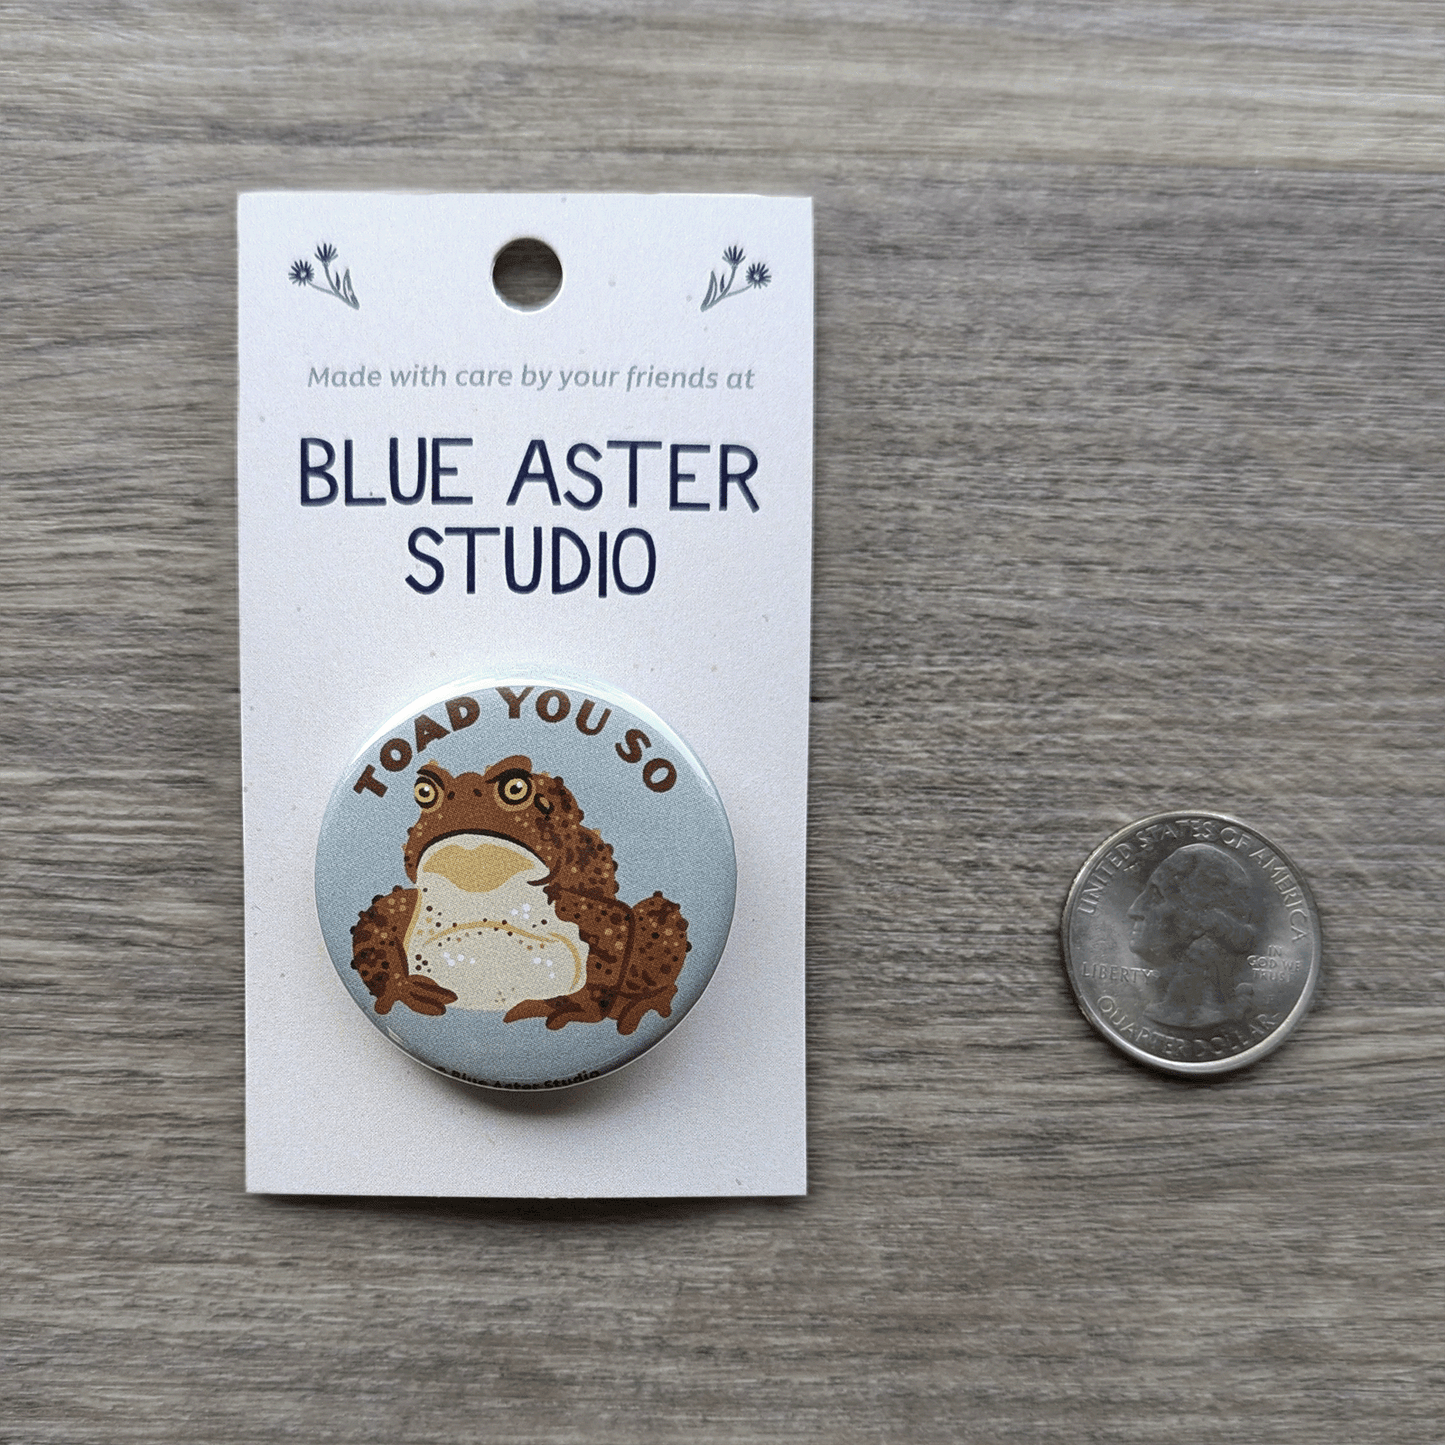 Made with care by your friends at
BLUE ASTER
STUDIO
TOAD YOU SO
© Blue Aster Studio
UNITED STATES OF AMERICA
LIBERTY
IN
GOD WE
TRUST
QUARTER DOLLAR